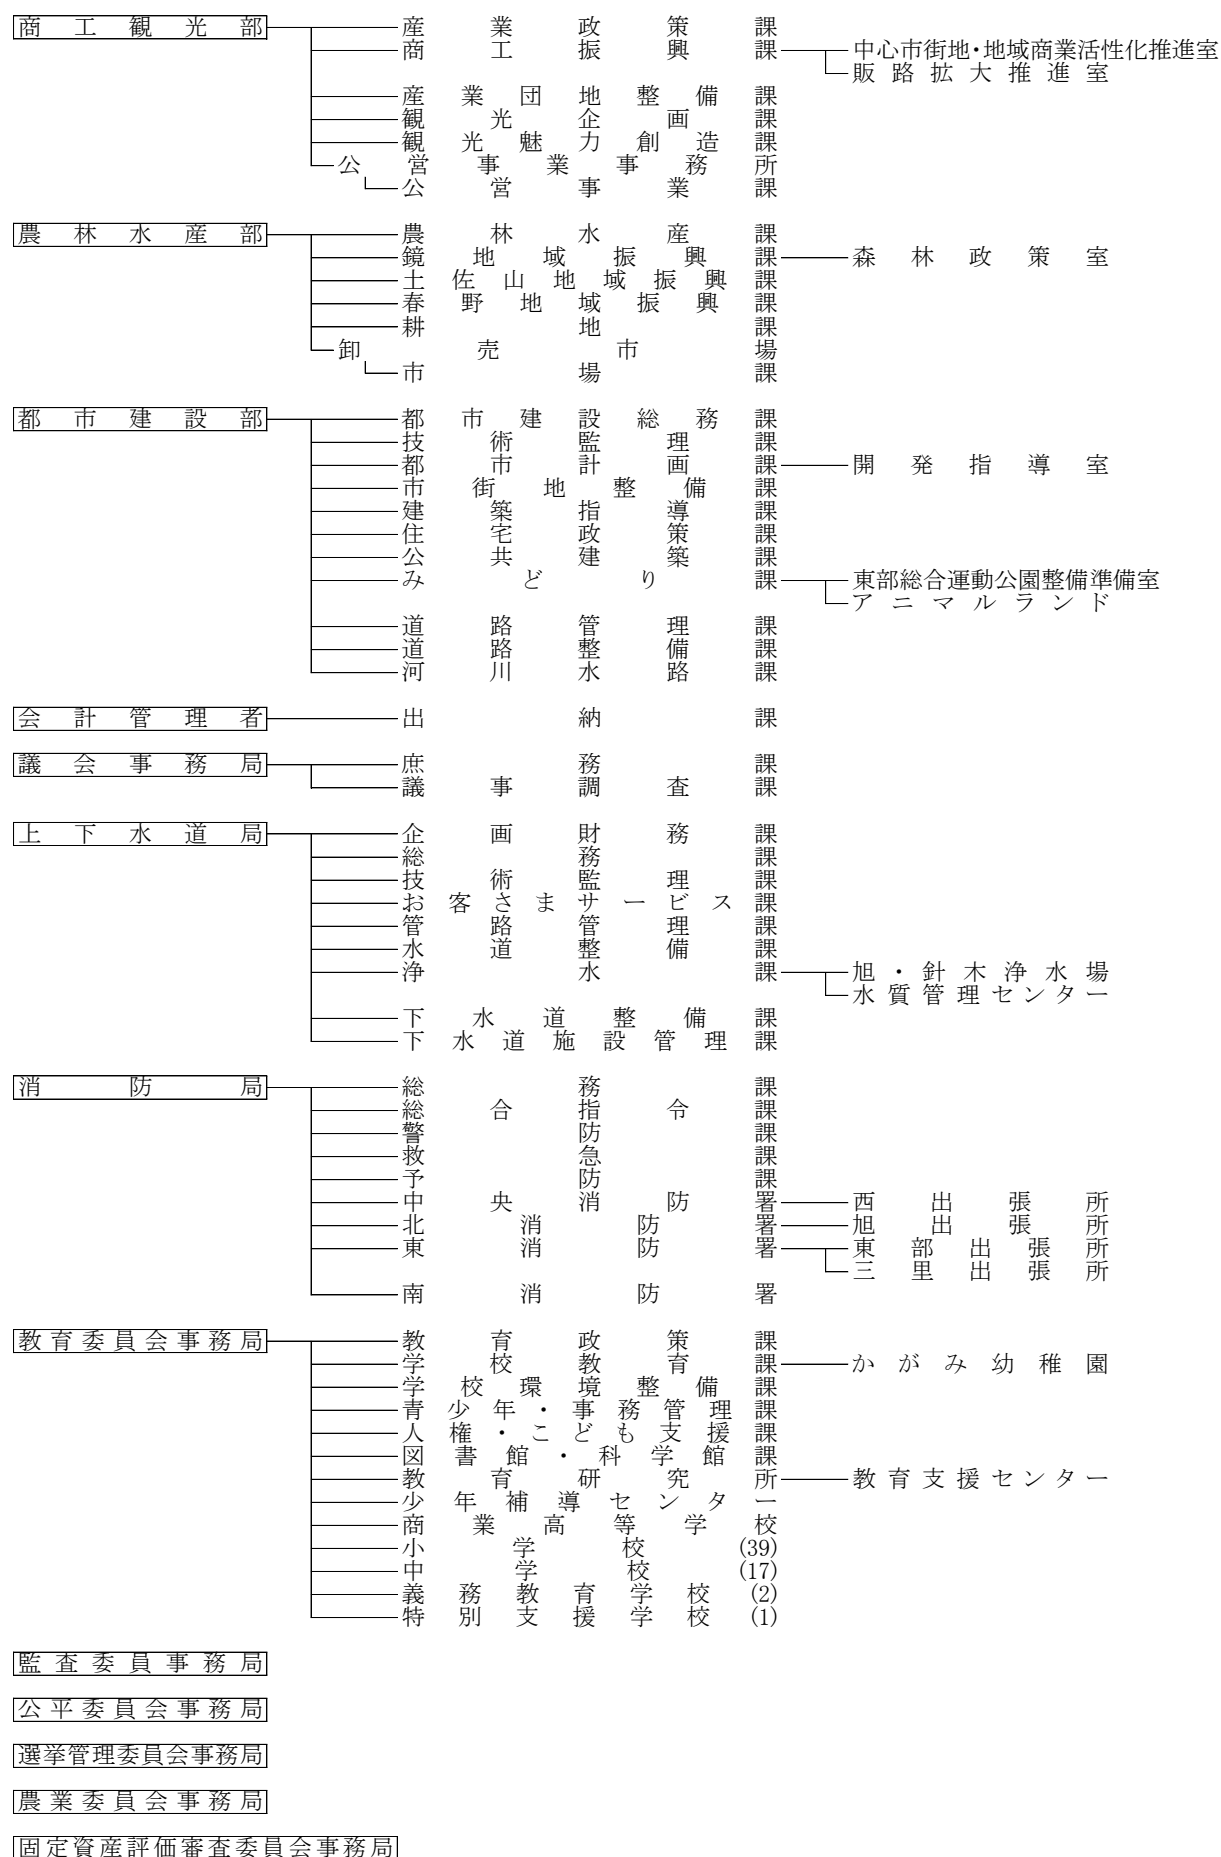 商工観光部 産業政策課
商工振興課 中心市街地・地域商業活性化推進室
販路拡大推進室
産業団地整備課
観光企画課
観光魅力創造課
公営事業事務所
公営事業課
農林水産部 農林水産課
鏡地域振興課 森林政策室
土佐山地域振興課
春野地域振興課
耕地課
卸売市場
市場課
都市建設部 都市建設総務課
技術監理課
都市計画課 開発指導室
市街地整備課
建築指導課
住宅政策課
公共建築課
みどり課 東部総合運動公園整備準備室
アニマルランド
道路管理課
道路整備課
河川水路課
会計管理者 出納課
議会事務局 庶務課
議事調査課
上下水道局 企画財務課
総務課
技術監理課
お客さまサービス課
管路管理課
水道整備課
浄水課 旭・針木浄水場
水質管理センター
下水道整備課
下水道施設管理課
消防局 総務課
総合指令課
警防課
救急課
予防課
中央消防署 西出張所
北消防署 旭出張所
東消防署 東部出張所
三里出張所
南消防署
教育委員会事務局 教育政策課
学校教育課 かがみ幼稚園
学校環境整備課
青少年・事務管理課
人権・こども支援課
図書館・科学館課
教育研究所 教育支援センター
少年補導センター
商業高等学校
小学校(39)
中学校(17)
義務教育学校(2)
特別支援学校(1)
監査委員事務局
公平委員会事務局
選挙管理委員会事務局
農業委員会事務局
固定資産評価審査委員会事務局